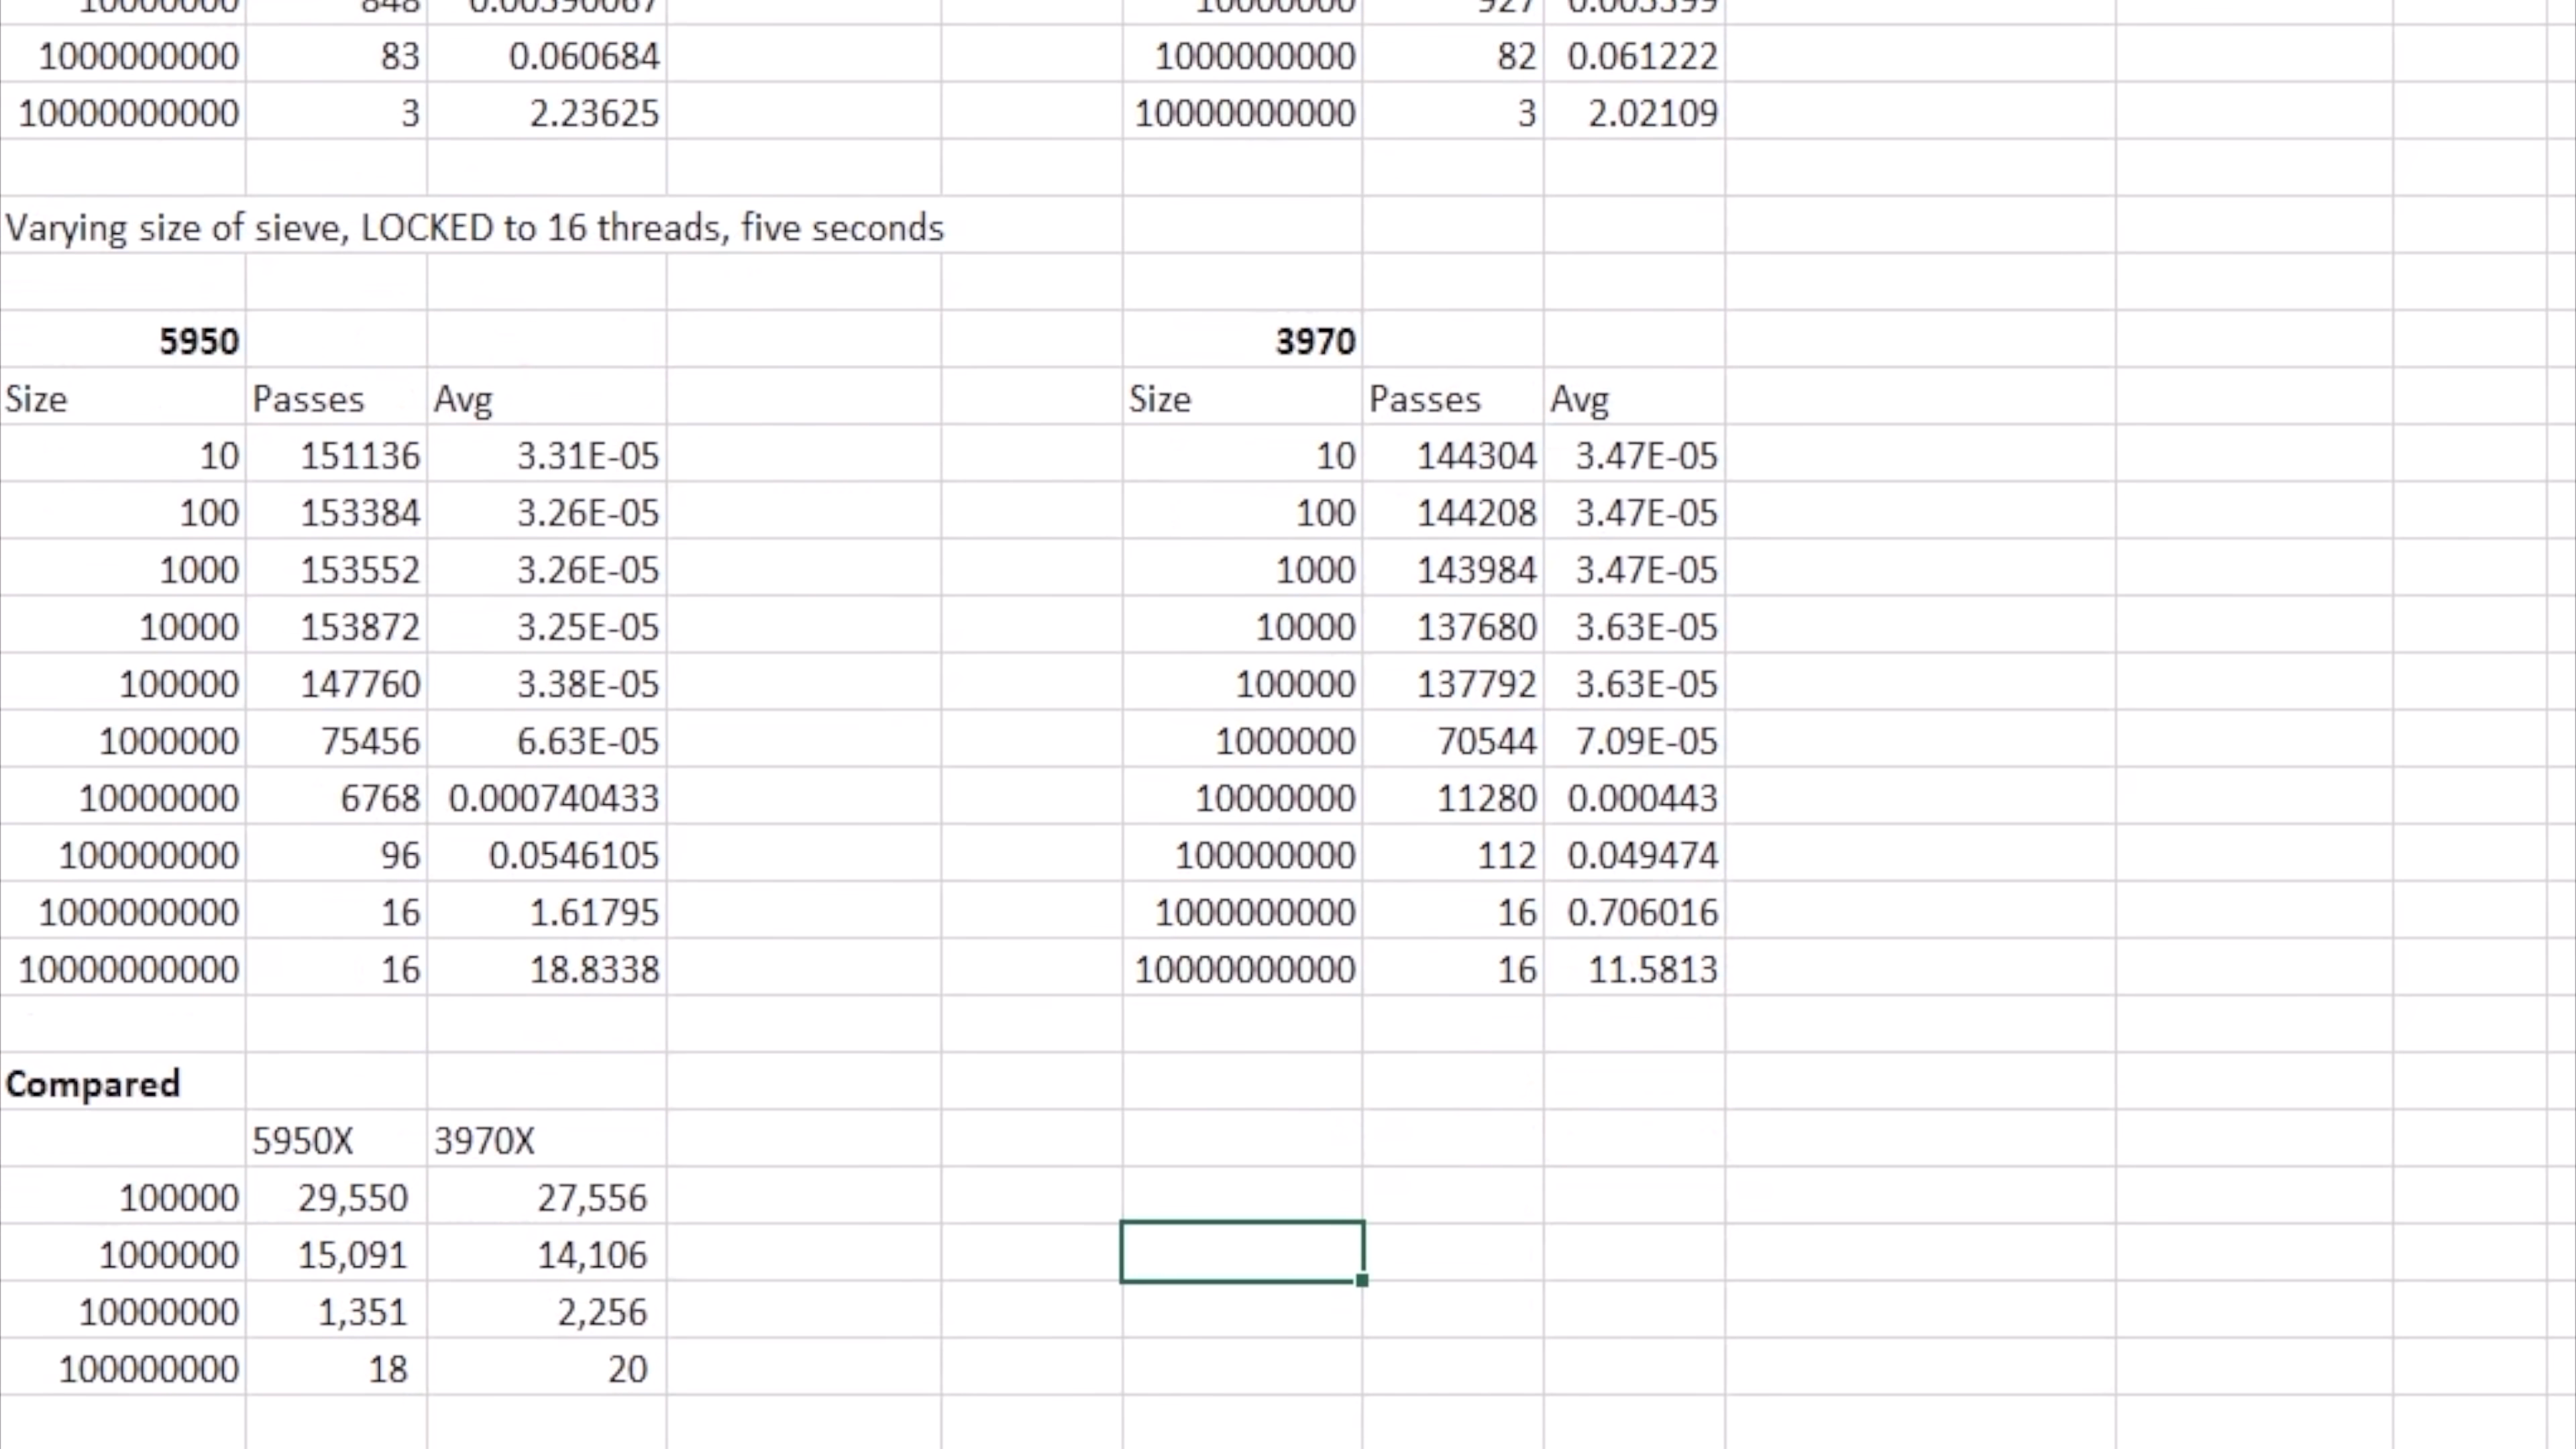 1000000000 83 0.060684 1000000000 82 0.061222
10000000000 3 2.23625 10000000000 3 2.02109
Varying size of sieve, LOCKED to 16 threads, five seconds
5950 3970
Size Passes Avg Size Passes Avg
10 151136 3.31E-05 10 144304 3.47E-05
100 153384 3.26E-05 100 144208 3.47E-05
1000 153552 3.26E-05 1000 143984 3.47E-05
10000 153872 3.25E-05 10000 137680 3.63E-05
100000 147760 3.38E-05 100000 137792 3.63E-05
1000000 75456 6.63E-05 1000000 70544 7.09E-05
10000000 6768 0.000740433 10000000 11280 0.000443
100000000 96 0.0546105 100000000 112 0.049474
1000000000 16 1.61795 1000000000 16 0.706016
10000000000 16 18.8338 10000000000 16 11.5813
Compared
5950X 3970X
100000 29,550 27,556
1000000 15,091 14,106
10000000 1,351 2,256
100000000 18 20